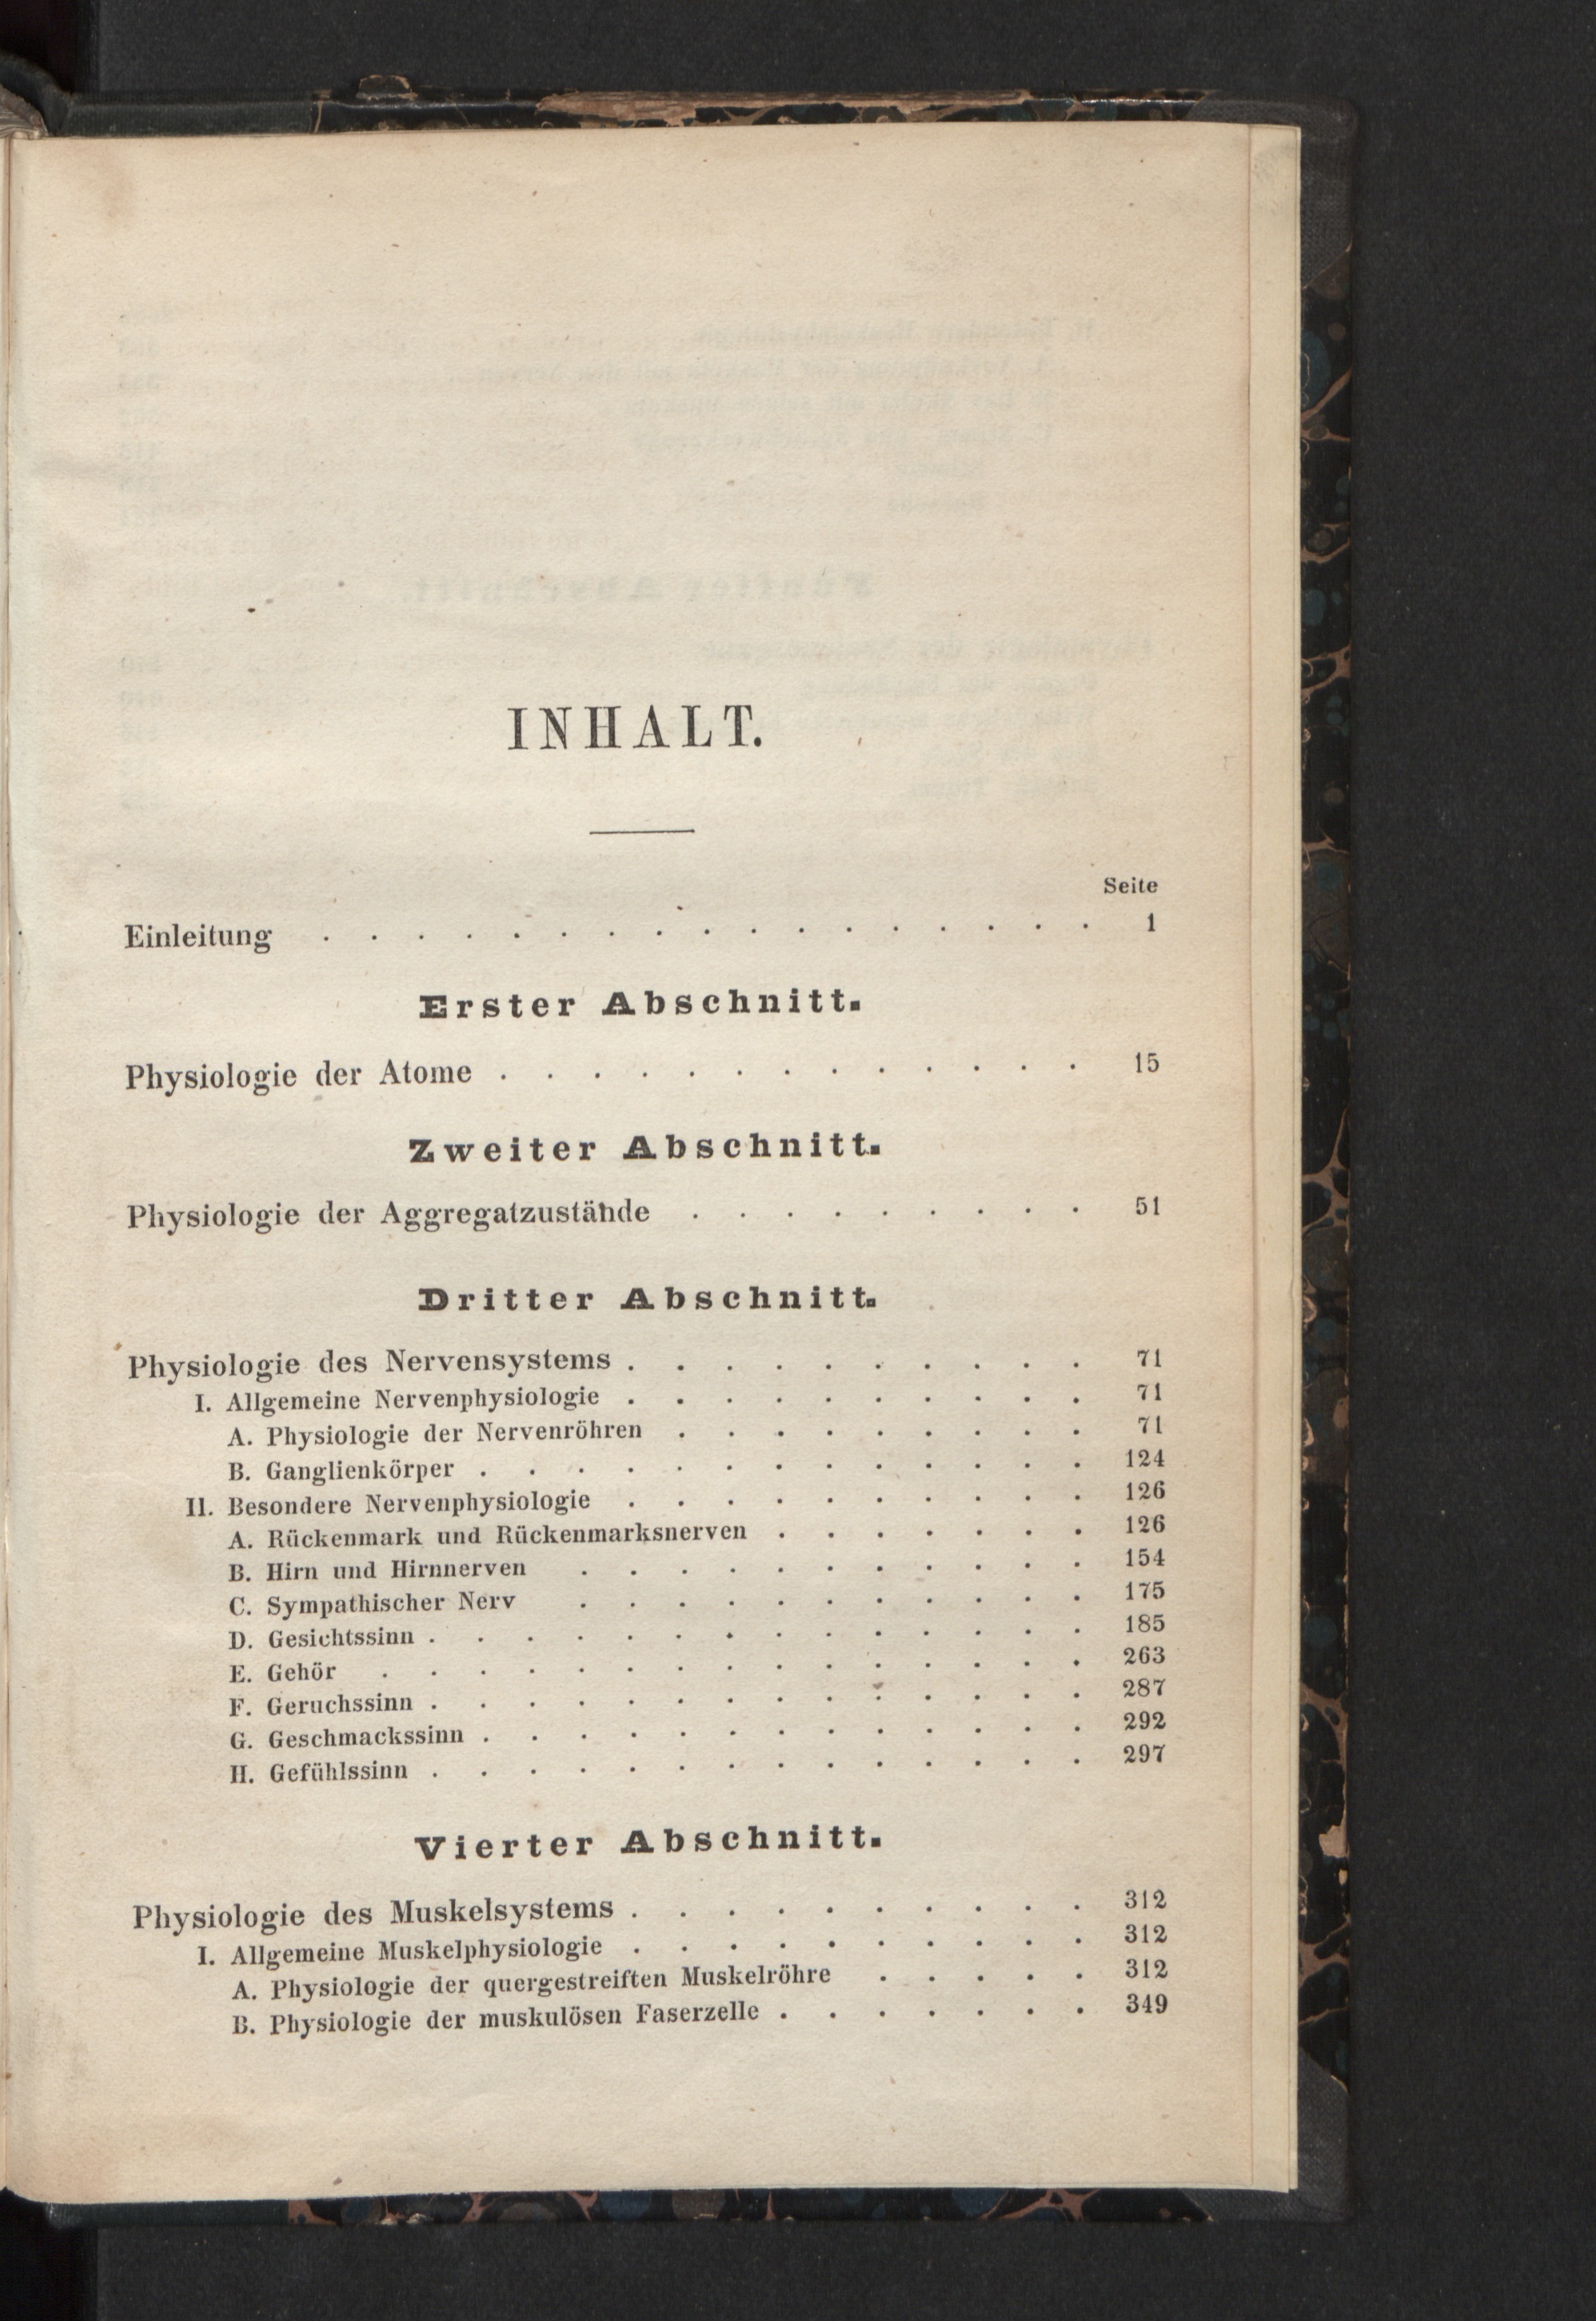 INHALT.
Seite
Einleitung . . . . . . . . . . . . . . . . . 1
Erster Abschnitt.
Physiologie der Atome . . . . . . . . . . . . . 15
Zweiter Abschnitt.
Physiologie der Aggregatzustände . . . . . . . . . 51
Dritter Abschnitt.
Physiologie des Nervensystems . . . . . . . . . . 71
I. Allgemeine Nervenphysiologie . . . . . . . . . . 71
A. Physiologie der Nervenröhren . . . . . . . . . 71
B. Ganglienkörper . . . . . . . . . . . . . 124
II. Besondere Nervenphysiologie . . . . . . . . . . 126
A. Rückenmark und Rückenmarksnerven . . . . . . . 126
B. Hirn und Hirnnerven . . . . . . . . . . . 154
C. Sympathischer Nerv . . . . . . . . . . . 175
D. Gesichtssinn . . . . . . . . . . . . . . 185
E. Gehör . . . . . . . . . . . . . . . 263
F. Geruchssinn . . . . . . . . . . . . . . 287
G. Geschmackssinn . . . . . . . . . . . . . 292
H. Gefühlssinn . . . . . . . . . . . . . . 297
Vierter Abschnitt.
Physiologie des Muskelsystems . . . . . . . . . . 312
I. Allgemeine Muskelphysiologie . . . . . . . . . . 312
A. Physiologie der quergestreiften Muskelröhre . . . . . 312
B. Physiologie der muskulösen Faserzelle . . . . . . . 349